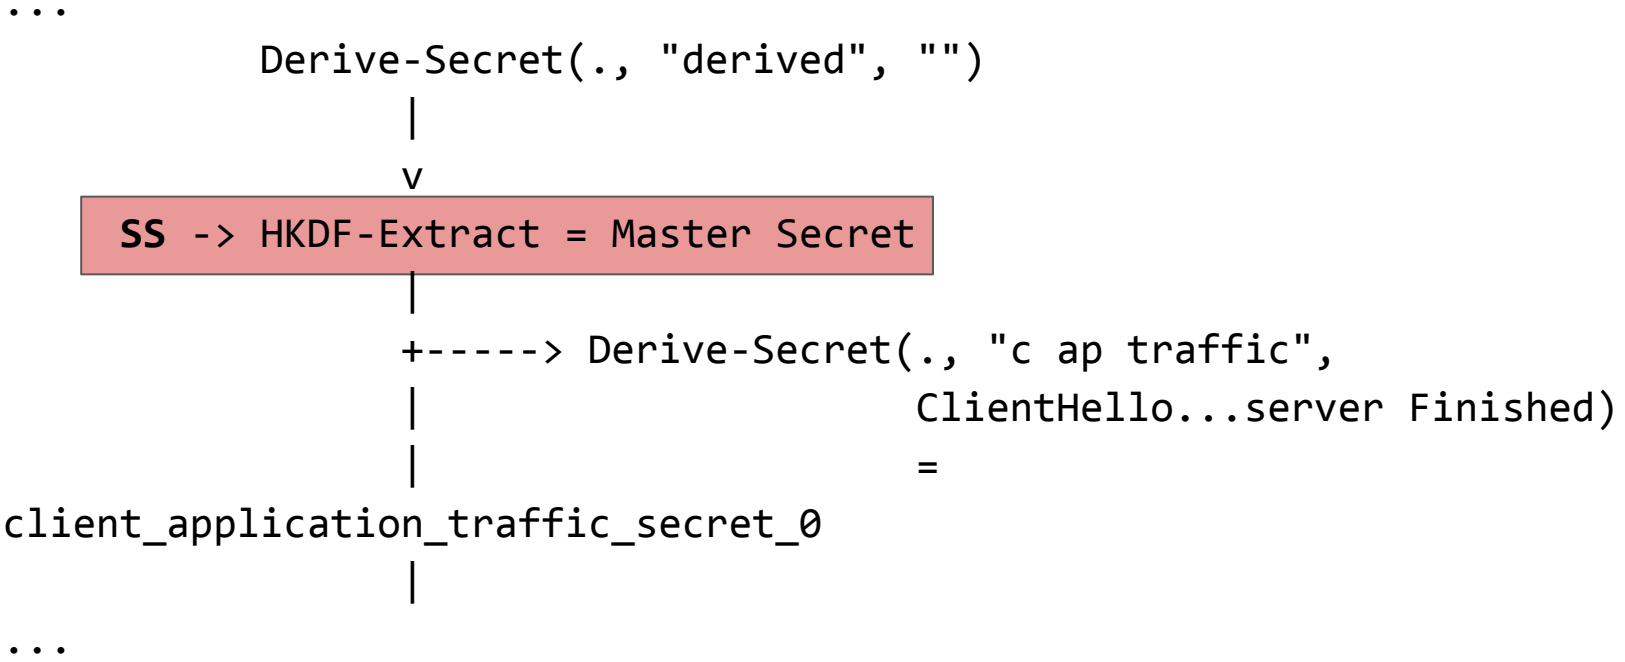 ...
Derive-Secret(., "derived", "")
|
v
SS -> HKDF-Extract = Master Secret
|
+-----> Derive-Secret(., "c ap traffic",
| ClientHello...server Finished)
| =
client_application_traffic_secret_0
|
...